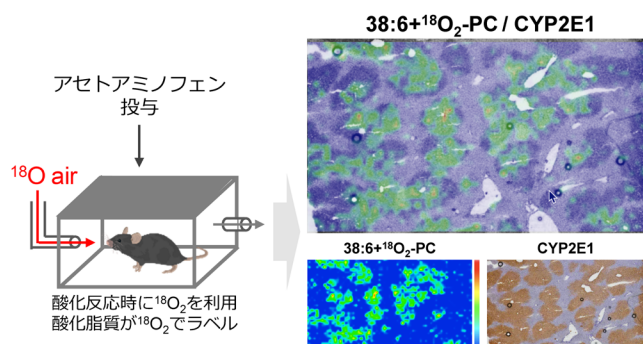 アセトアミノフェン
投与
¹⁸O air
酸化反応時に¹⁸O₂を利用
酸化脂質が¹⁸O₂でラベル
38:6+¹⁸O₂-PC / CYP2E1
38:6+¹⁸O₂-PC
CYP2E1